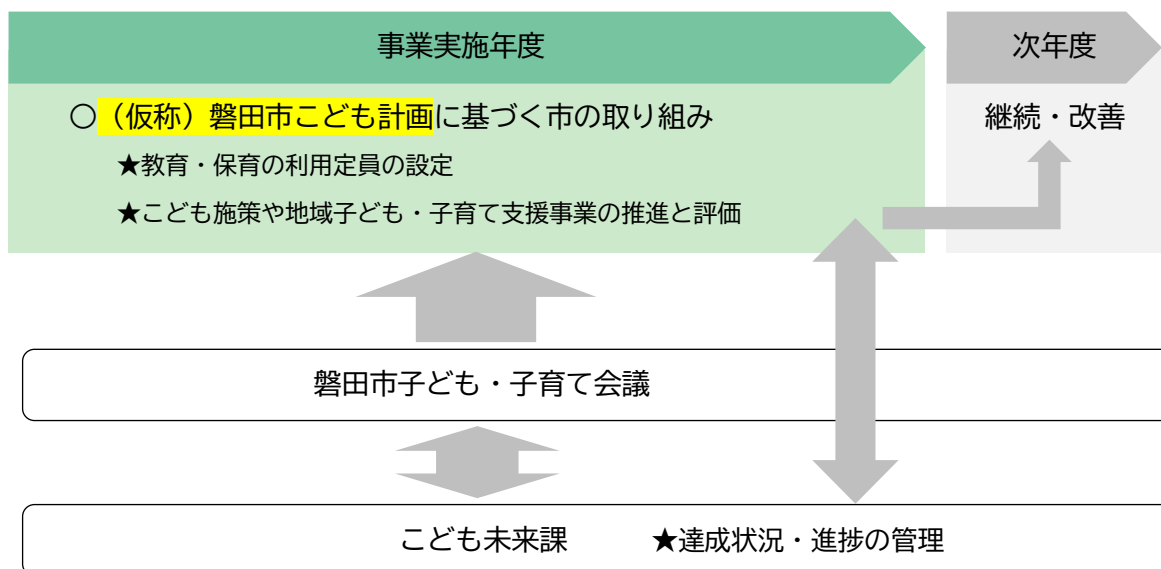 事業実施年度
次年度
〇（仮称）磐田市こども計画に基づく市の取り組み
★教育・保育の利用定員の設定
★こども施策や地域子ども・子育て支援事業の推進と評価
継続・改善
磐田市子ども・子育て会議
こども未来課
★達成状況・進捗の管理